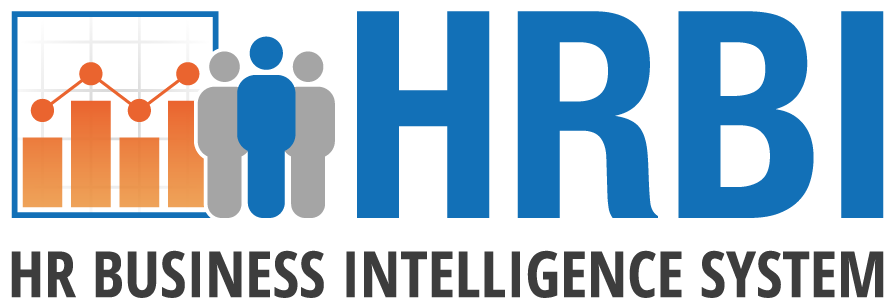 HRBI
HR BUSINESS INTELLIGENCE SYSTEM